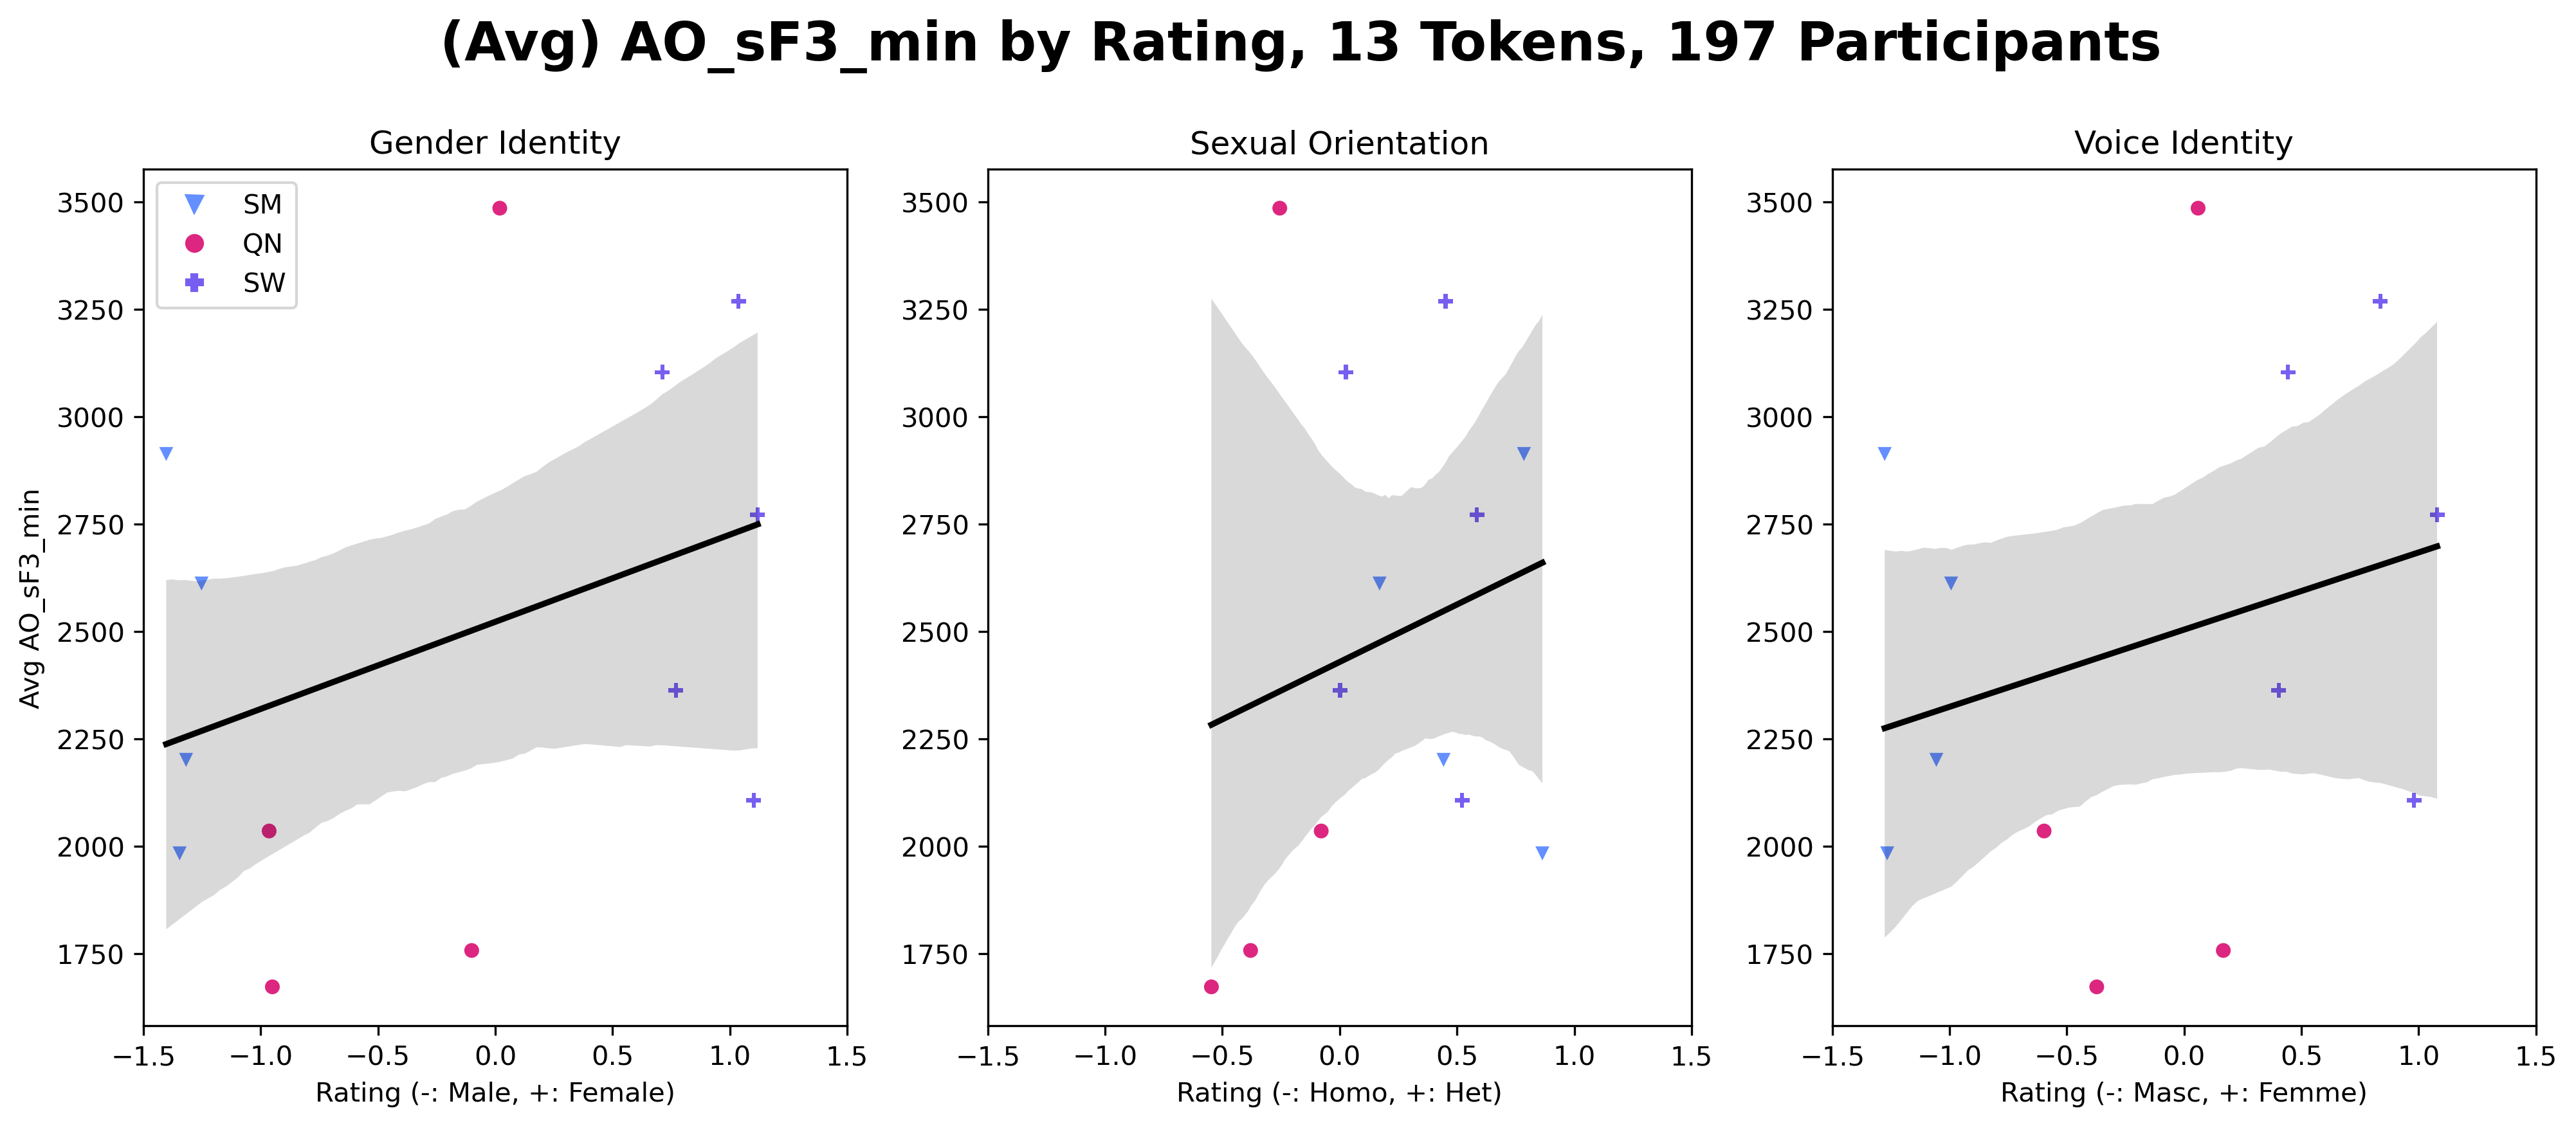 (Avg) AO_sF3_min by Rating, 13 Tokens, 197 Participants
Gender Identity
Sexual Orientation
Voice Identity
SM
QN
SW
Avg AO_sF3_min
3500
3250
3000
2750
2500
2250
2000
1750
−1.5 −1.0 −0.5 0.0 0.5 1.0 1.5
Rating (-: Male, +: Female)
3500
3250
3000
2750
2500
2250
2000
1750
−1.5 −1.0 −0.5 0.0 0.5 1.0 1.5
Rating (-: Homo, +: Het)
3500
3250
3000
2750
2500
2250
2000
1750
−1.5 −1.0 −0.5 0.0 0.5 1.0 1.5
Rating (-: Masc, +: Femme)